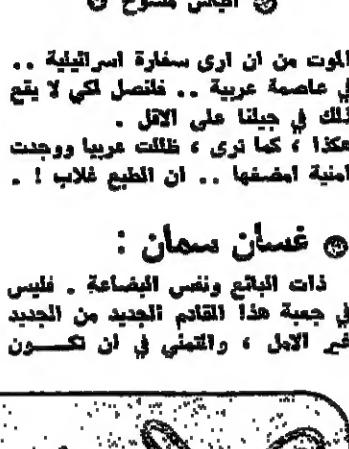 الموت من ان ارى سفارة اسرائيلية ..
في عاصمة عربية .. فلنصل لكي لا يقع
ذلك في جيلنا على الاقل .
هكذا ، كما ترى ، ظللت عربيا ووجدت
امنية امضغها .. ان الطبع غلاب ! .
غسان سمان :
ذات البائع ونفس البضاعة . فليس
في جعبة هذا القادم الجديد من الجديد
غير الامل ، والتمني في ان تكـــون